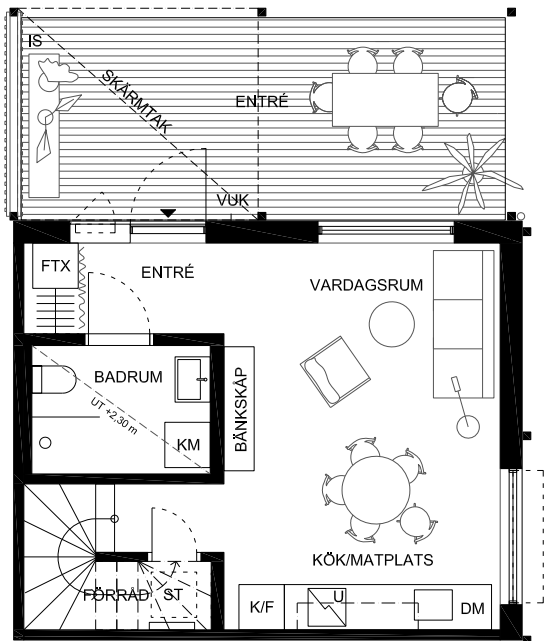 IS
SKÄRMTAK
ENTRÉ
VUK
FTX
ENTRÉ
VARDAGSRUM
BADRUM
UT +2,30 m
BÄNKSKÅP
KM
KÖK/MATPLATS
FÖRRÅD
ST
K/F
U
DM